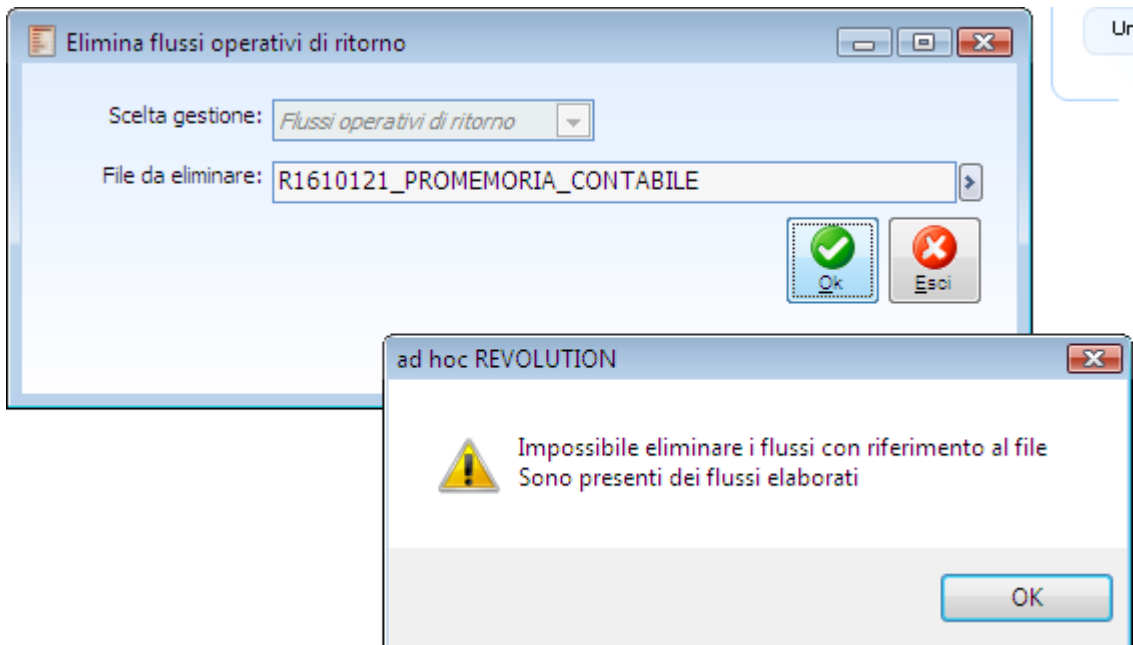 Elimina flussi operativi di ritorno
Scelta gestione: Flussi operativi di ritorno
File da eliminare: R1610121_PROMEMORIA_CONTABILE
Ok
Esci
ad hoc REVOLUTION
Impossibile eliminare i flussi con riferimento al file
Sono presenti dei flussi elaborati
OK